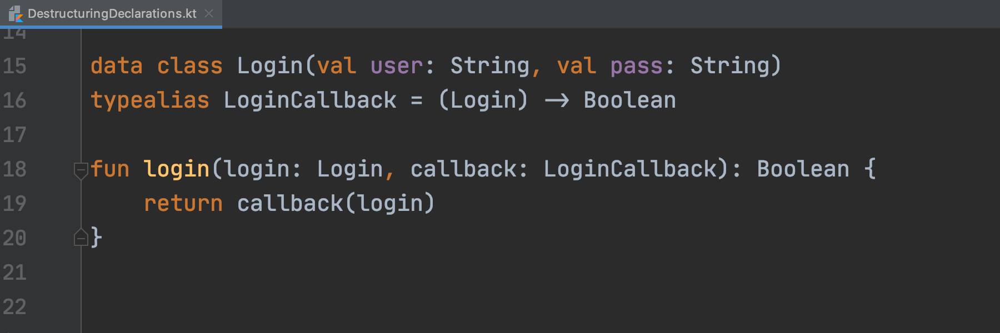 DestructuringDeclarations.kt
14
15 data class Login(val user: String, val pass: String)
16 typealias LoginCallback = (Login) -> Boolean
17
18 fun login(login: Login, callback: LoginCallback): Boolean {
19     return callback(login)
20 }
21
22